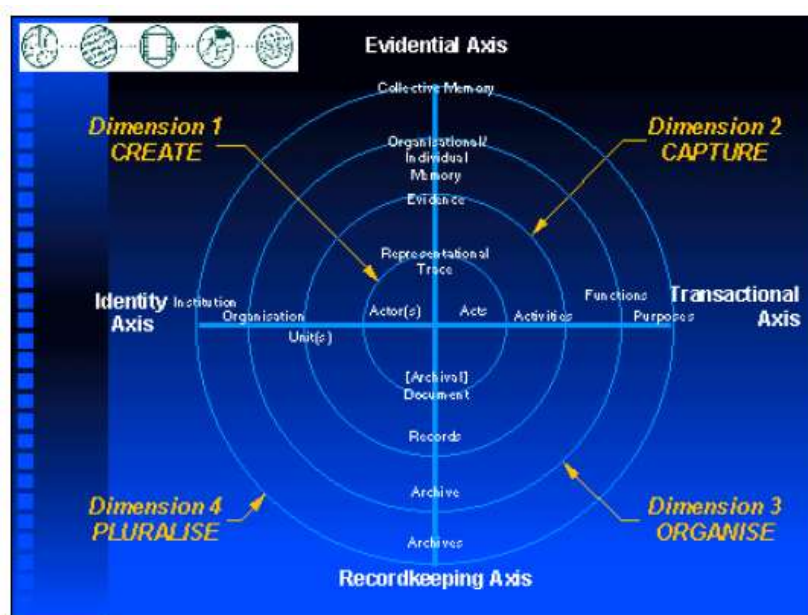 Evidential Axis
Collective Memory
Dimension 1
CREATE
Dimension 2
CAPTURE
Organisational/
Individual
Memory
Evidence
Representational
Trace
Identity
Axis
Institution
Organisation
Unit(s)
Actor(s)
Acts
Activities
Functions
Purposes
Transactional
Axis
[Archival]
Document
Records
Archive
Archives
Dimension 4
PLURALISE
Dimension 3
ORGANISE
Recordkeeping Axis